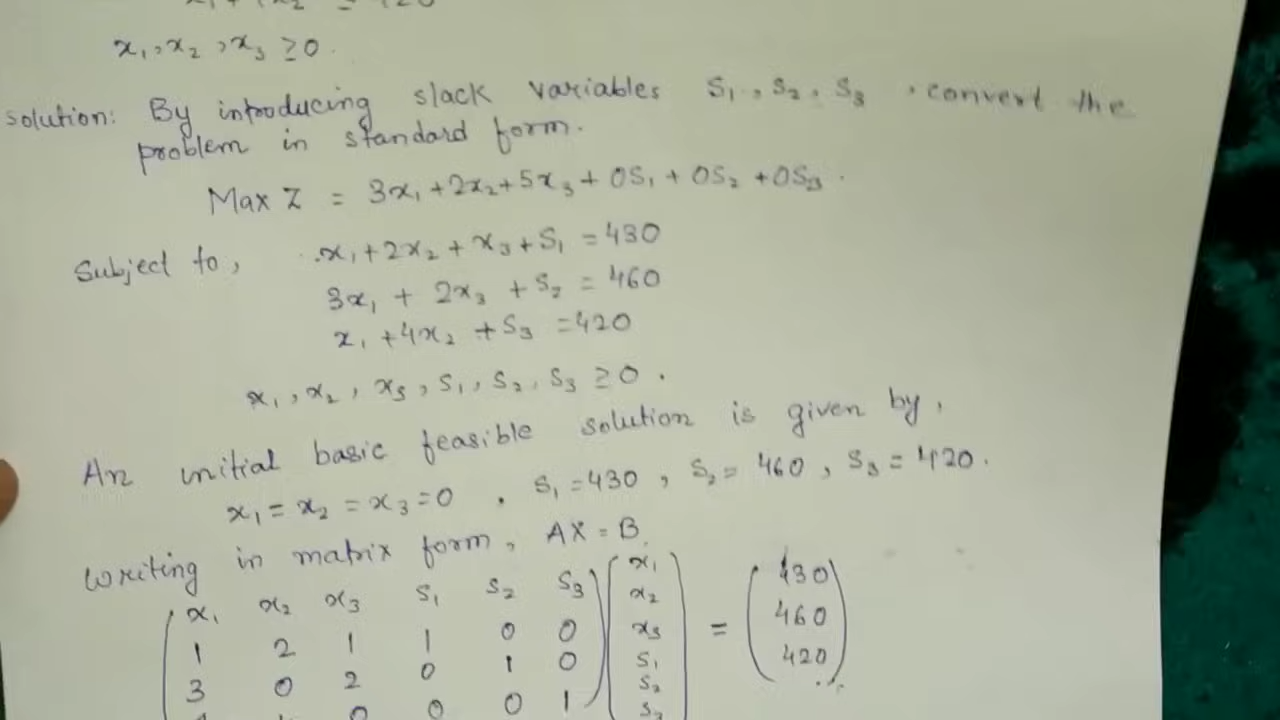 x₁, x₂, x₃ ≥ 0.
Solution: By introducing slack variables S₁, S₂, S₃, convert the
problem in standard form.
Max Z = 3x₁ + 2x₂ + 5x₃ + 0S₁ + 0S₂ + 0S₃.
Subject to, x₁ + 2x₂ + x₃ + S₁ = 430
3x₁ + 2x₃ + S₂ = 460
x₁ + 4x₂ + S₃ = 420
x₁, x₂, x₃, S₁, S₂, S₃ ≥ 0.
An initial basic feasible solution is given by,
x₁ = x₂ = x₃ = 0. S₁ = 430, S₂ = 460, S₃ = 420.
Writing in matrix form, AX = B.
x₁ x₂ x₃ S₁ S₂ S₃ x₁ 430
1 2 1 1 0 0 x₂ = 460
3 0 2 0 1 0 x₃ 420
0 0 0 1 S₁
S₂
S₃